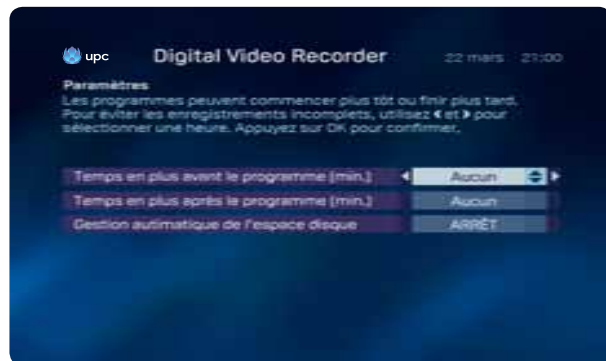 upc Digital Video Recorder 22 mars 21:00
Paramètres
Les programmes peuvent commencer plus tôt ou finir plus tard.
Pour éviter les enregistrements incomplets, utilisez ◀ et ▶ pour
sélectionner une heure. Appuyez sur OK pour confirmer.
Temps en plus avant le programme (min.) Aucun
Temps en plus après le programme (min.) Aucun
Gestion autimatique de l'espace disque ARRÊT